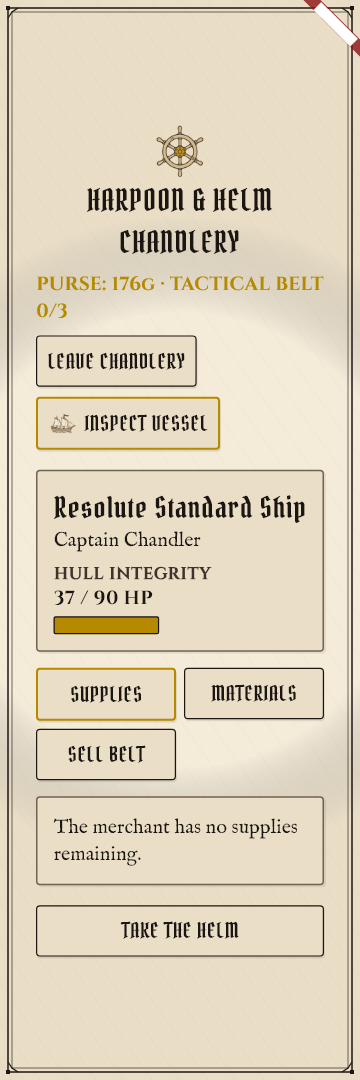 HARPOON & HELM
CHANDLERY
PURSE: 176G · TACTICAL BELT
0/3
LEAVE CHANDLERY
INSPECT VESSEL
Resolute Standard Ship
Captain Chandler
HULL INTEGRITY
37 / 90 HP
SUPPLIES
MATERIALS
SELL BELT
The merchant has no supplies
remaining.
TAKE THE HELM